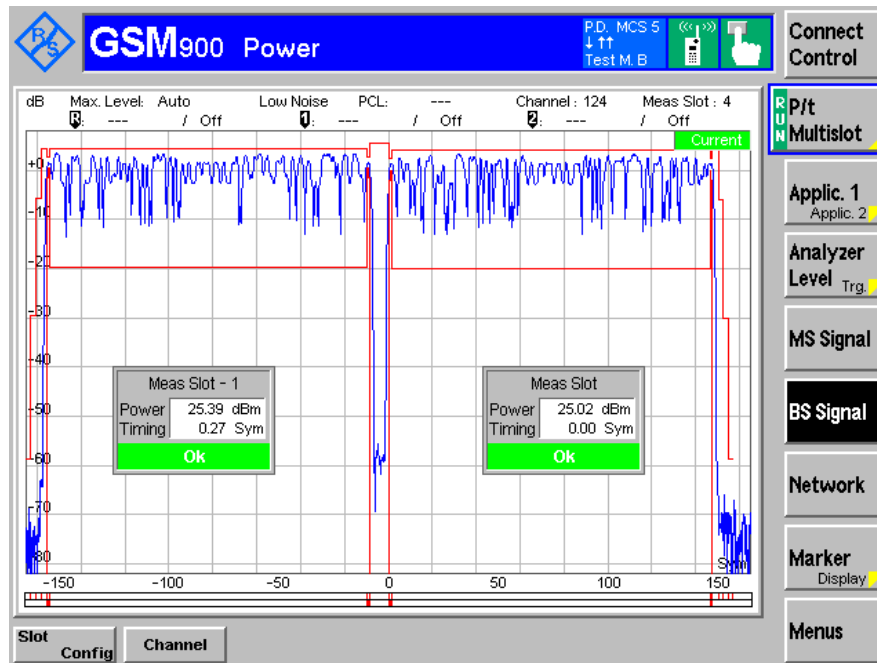 R&S
GSM900 Power
P.D. MCS 5
Test M. B
Connect Control
dB Max. Level: Auto Low Noise PCL: --- Channel : 124 Meas Slot : 4
R: --- / Off 1: --- / Off 2: --- / Off
Current
RUN
P/t Multislot
Applic. 1
Applic. 2
Analyzer Level Trg.
MS Signal
BS Signal
Network
Marker
Display
Menus
+0
-10
-20
-30
-40
-50
-60
-70
-80
Meas Slot - 1
Power 25.39 dBm
Timing 0.27 Sym
Ok
Meas Slot
Power 25.02 dBm
Timing 0.00 Sym
Ok
Sym
-150 -100 -50 0 50 100 150
Slot Config
Channel